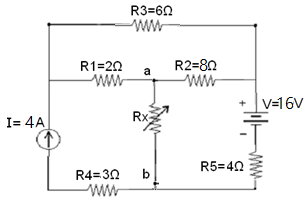 R3=6Ω
R1=2Ω
a
R2=8Ω
I= 4A
Rx
+
V=16V
-
R4=3Ω
b
R5=4Ω